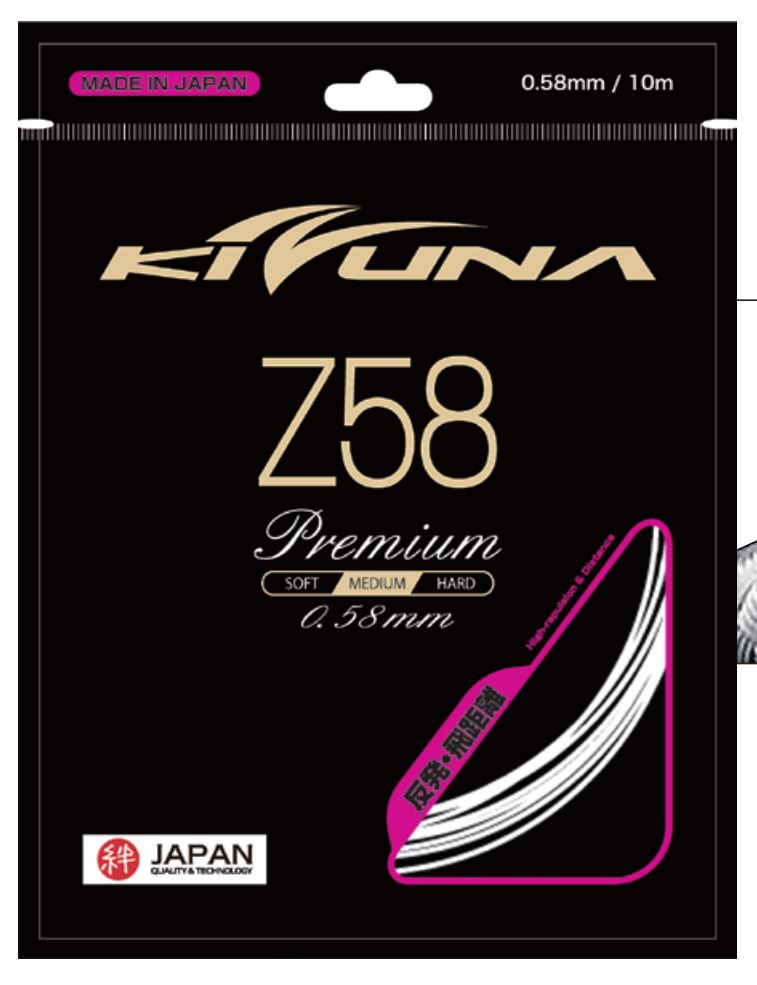 MADE IN JAPAN
0.58mm / 10m
KIZUNA
Z58
Premium
SOFT MEDIUM HARD
0.58mm
High-repulsion & Distance
反発・飛距離
絆 JAPAN
QUALITY & TECHNOLOGY